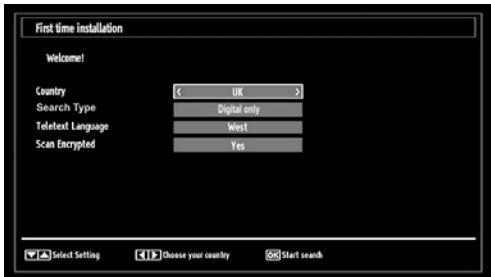 First time installation
Welcome!
Country < UK >
Search Type Digital only
Teletext Language West
Scan Encrypted Yes
Select Setting Choose your country OK Start search